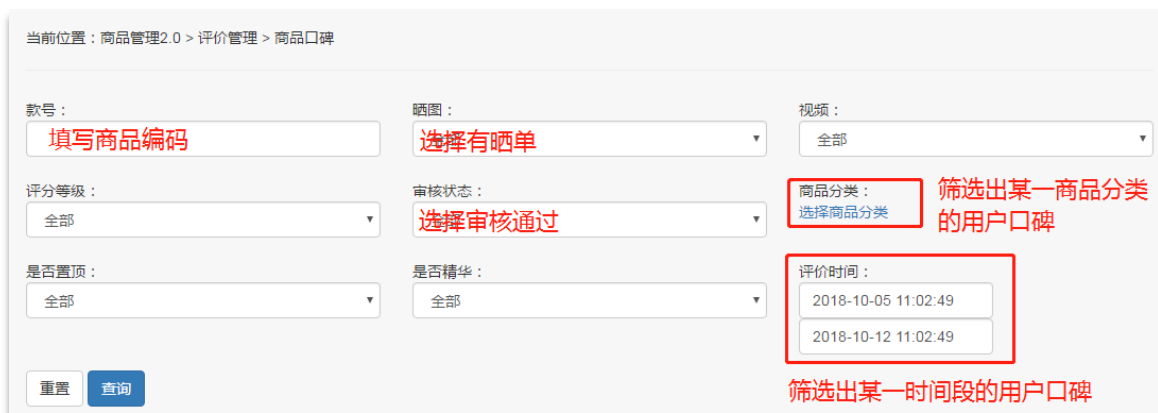 当前位置：商品管理2.0 > 评价管理 > 商品口碑
款号：
晒图：
视频：
填写商品编码
选择有晒单
全部
评分等级：
审核状态：
商品分类：
筛选出某一商品分类
的用户口碑
全部
选择审核通过
选择商品分类
是否置顶：
是否精华：
评价时间：
全部
全部
2018-10-05 11:02:49
2018-10-12 11:02:49
重置
查询
筛选出某一时间段的用户口碑